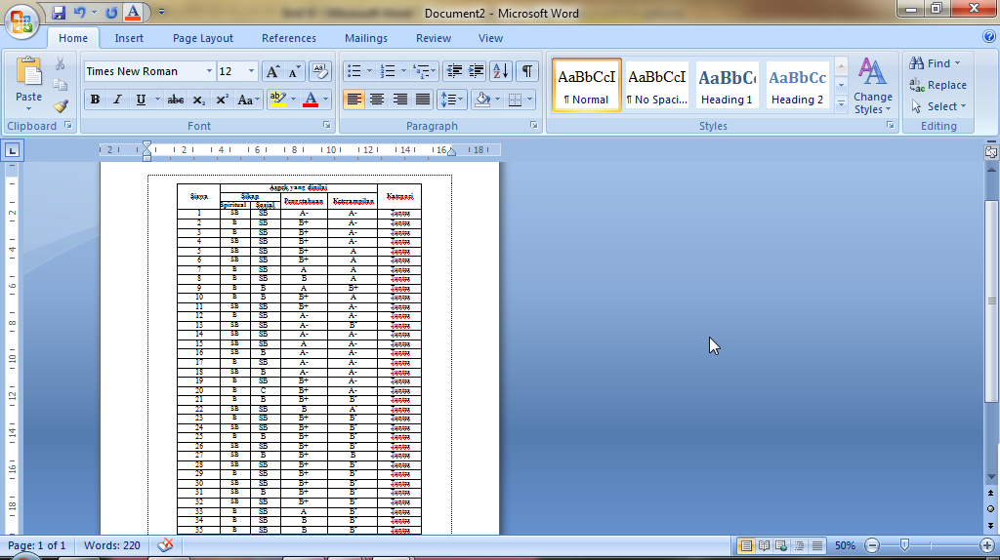 Document2 - Microsoft Word
Home Insert Page Layout References Mailings Review View
Paste
Clipboard
Times New Roman 12
B I U abc x₂ x² Aa
ab A
Font
Paragraph
AaBbCcI AaBbCcI AaBbC AaBbCc
¶ Normal ¶ No Spaci... Heading 1 Heading 2
Change Styles
Styles
Find
Replace
Select
Editing
2 1 1 2 4 6 8 10 12 14 16 18
Siswa Aspek yang dinilai Kategori
Sikap Pengetahuan Keterampilan
Spiritual Sosial
1 SB SB A- A- Tuntas
2 B SB B+ A- Tuntas
3 B SB B+ A- Tuntas
4 SB SB B+ A- Tuntas
5 SB SB B+ A Tuntas
6 SB SB B+ A Tuntas
7 B SB A A Tuntas
8 B SB B A Tuntas
9 B B A B+ Tuntas
10 B B B+ A Tuntas
11 SB SB B+ A- Tuntas
12 B SB A- A- Tuntas
13 SB SB A- B⁺ Tuntas
14 SB SB A- A- Tuntas
15 SB SB A A- Tuntas
16 SB B A- A- Tuntas
17 B SB A- A- Tuntas
18 SB B A- A- Tuntas
19 B SB B+ A- Tuntas
20 B C B+ A- Tuntas
21 B B B+ B⁺ Tuntas
22 SB SB B A⁻ Tuntas
23 B SB B+ B⁺ Tuntas
24 SB SB B+ B⁺ Tuntas
25 B B B+ B⁺ Tuntas
26 SB SB B+ B⁺ Tuntas
27 SB B B+ B Tuntas
28 SB SB B+ B⁺ Tuntas
29 B SB B+ B⁺ Tuntas
30 SB SB B+ B⁺ Tuntas
31 SB B B+ B⁺ Tuntas
32 SB SB B+ B⁺ Tuntas
33 B SB A B⁺ Tuntas
34 B SB B B⁺ Tuntas
35 B SB B B⁺ Tuntas
Page: 1 of 1 Words: 220 50%